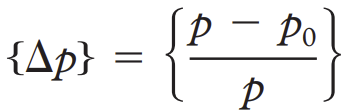 {Δp} = {(p − p₀)/p}